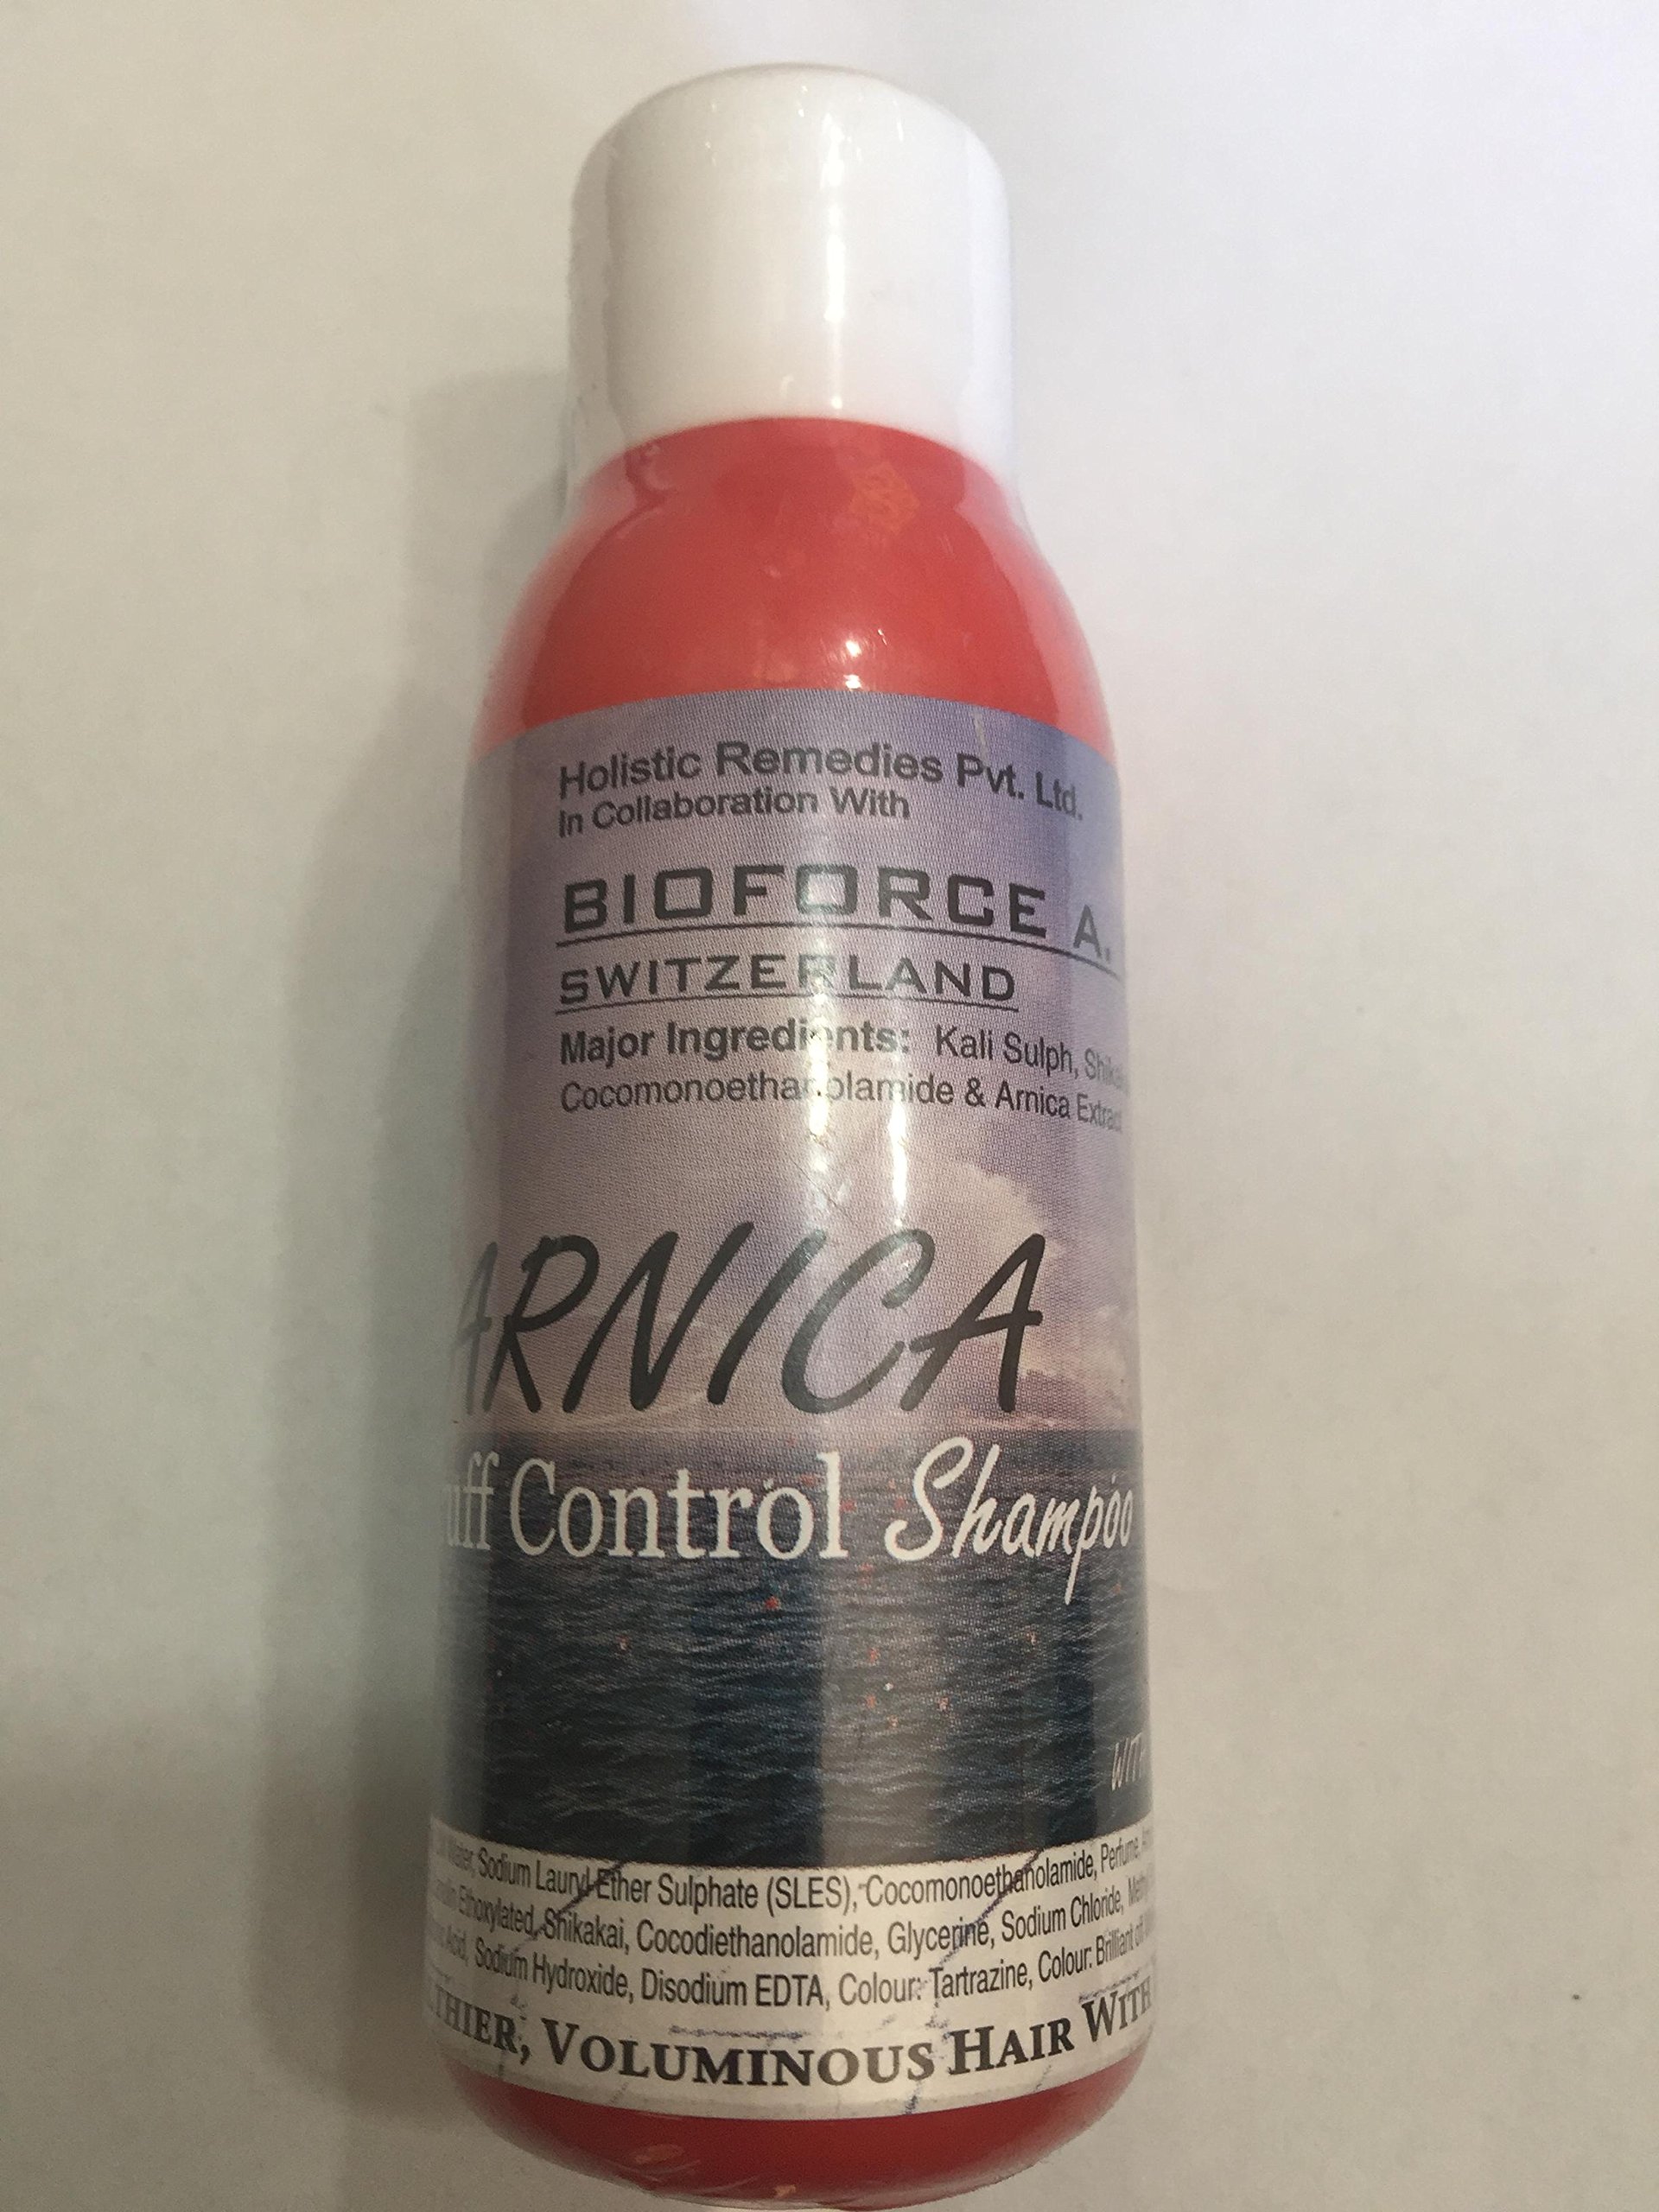 Holistic Remedies Pvt. Ltd.
In Collaboration With
BIOFORCE A.
SWITZERLAND
Major Ingredients: Kali Sulph,
Cocomonoethanolamide & Arnica Extract
ARNICA
uff Control Shampoo
Water, Sodium Lauryl Ether Sulphate (SLES), Cocomonoethanolamide, Perfume,
Ethoxylated, Shikakai, Cocodiethanolamide, Glycerine, Sodium Chloride,
Acid, Sodium Hydroxide, Disodium EDTA, Colour: Tartrazine, Colour: Brilliant
THIER, VOLUMINOUS HAIR WITH